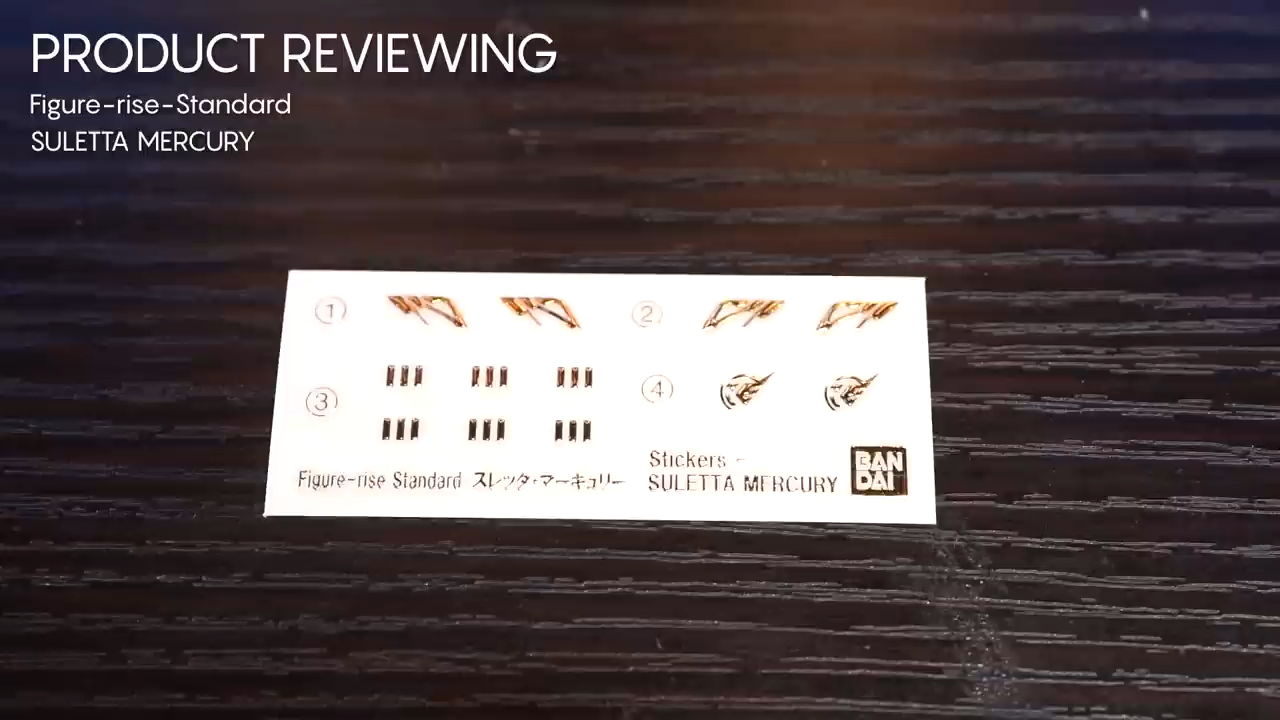 PRODUCT REVIEWING
Figure-rise-Standard
SULETTA MERCURY
① ②
③ ④
Figure-rise Standard スレッタ・マーキュリー
Stickers
SULETTA MERCURY
BAN
DAI